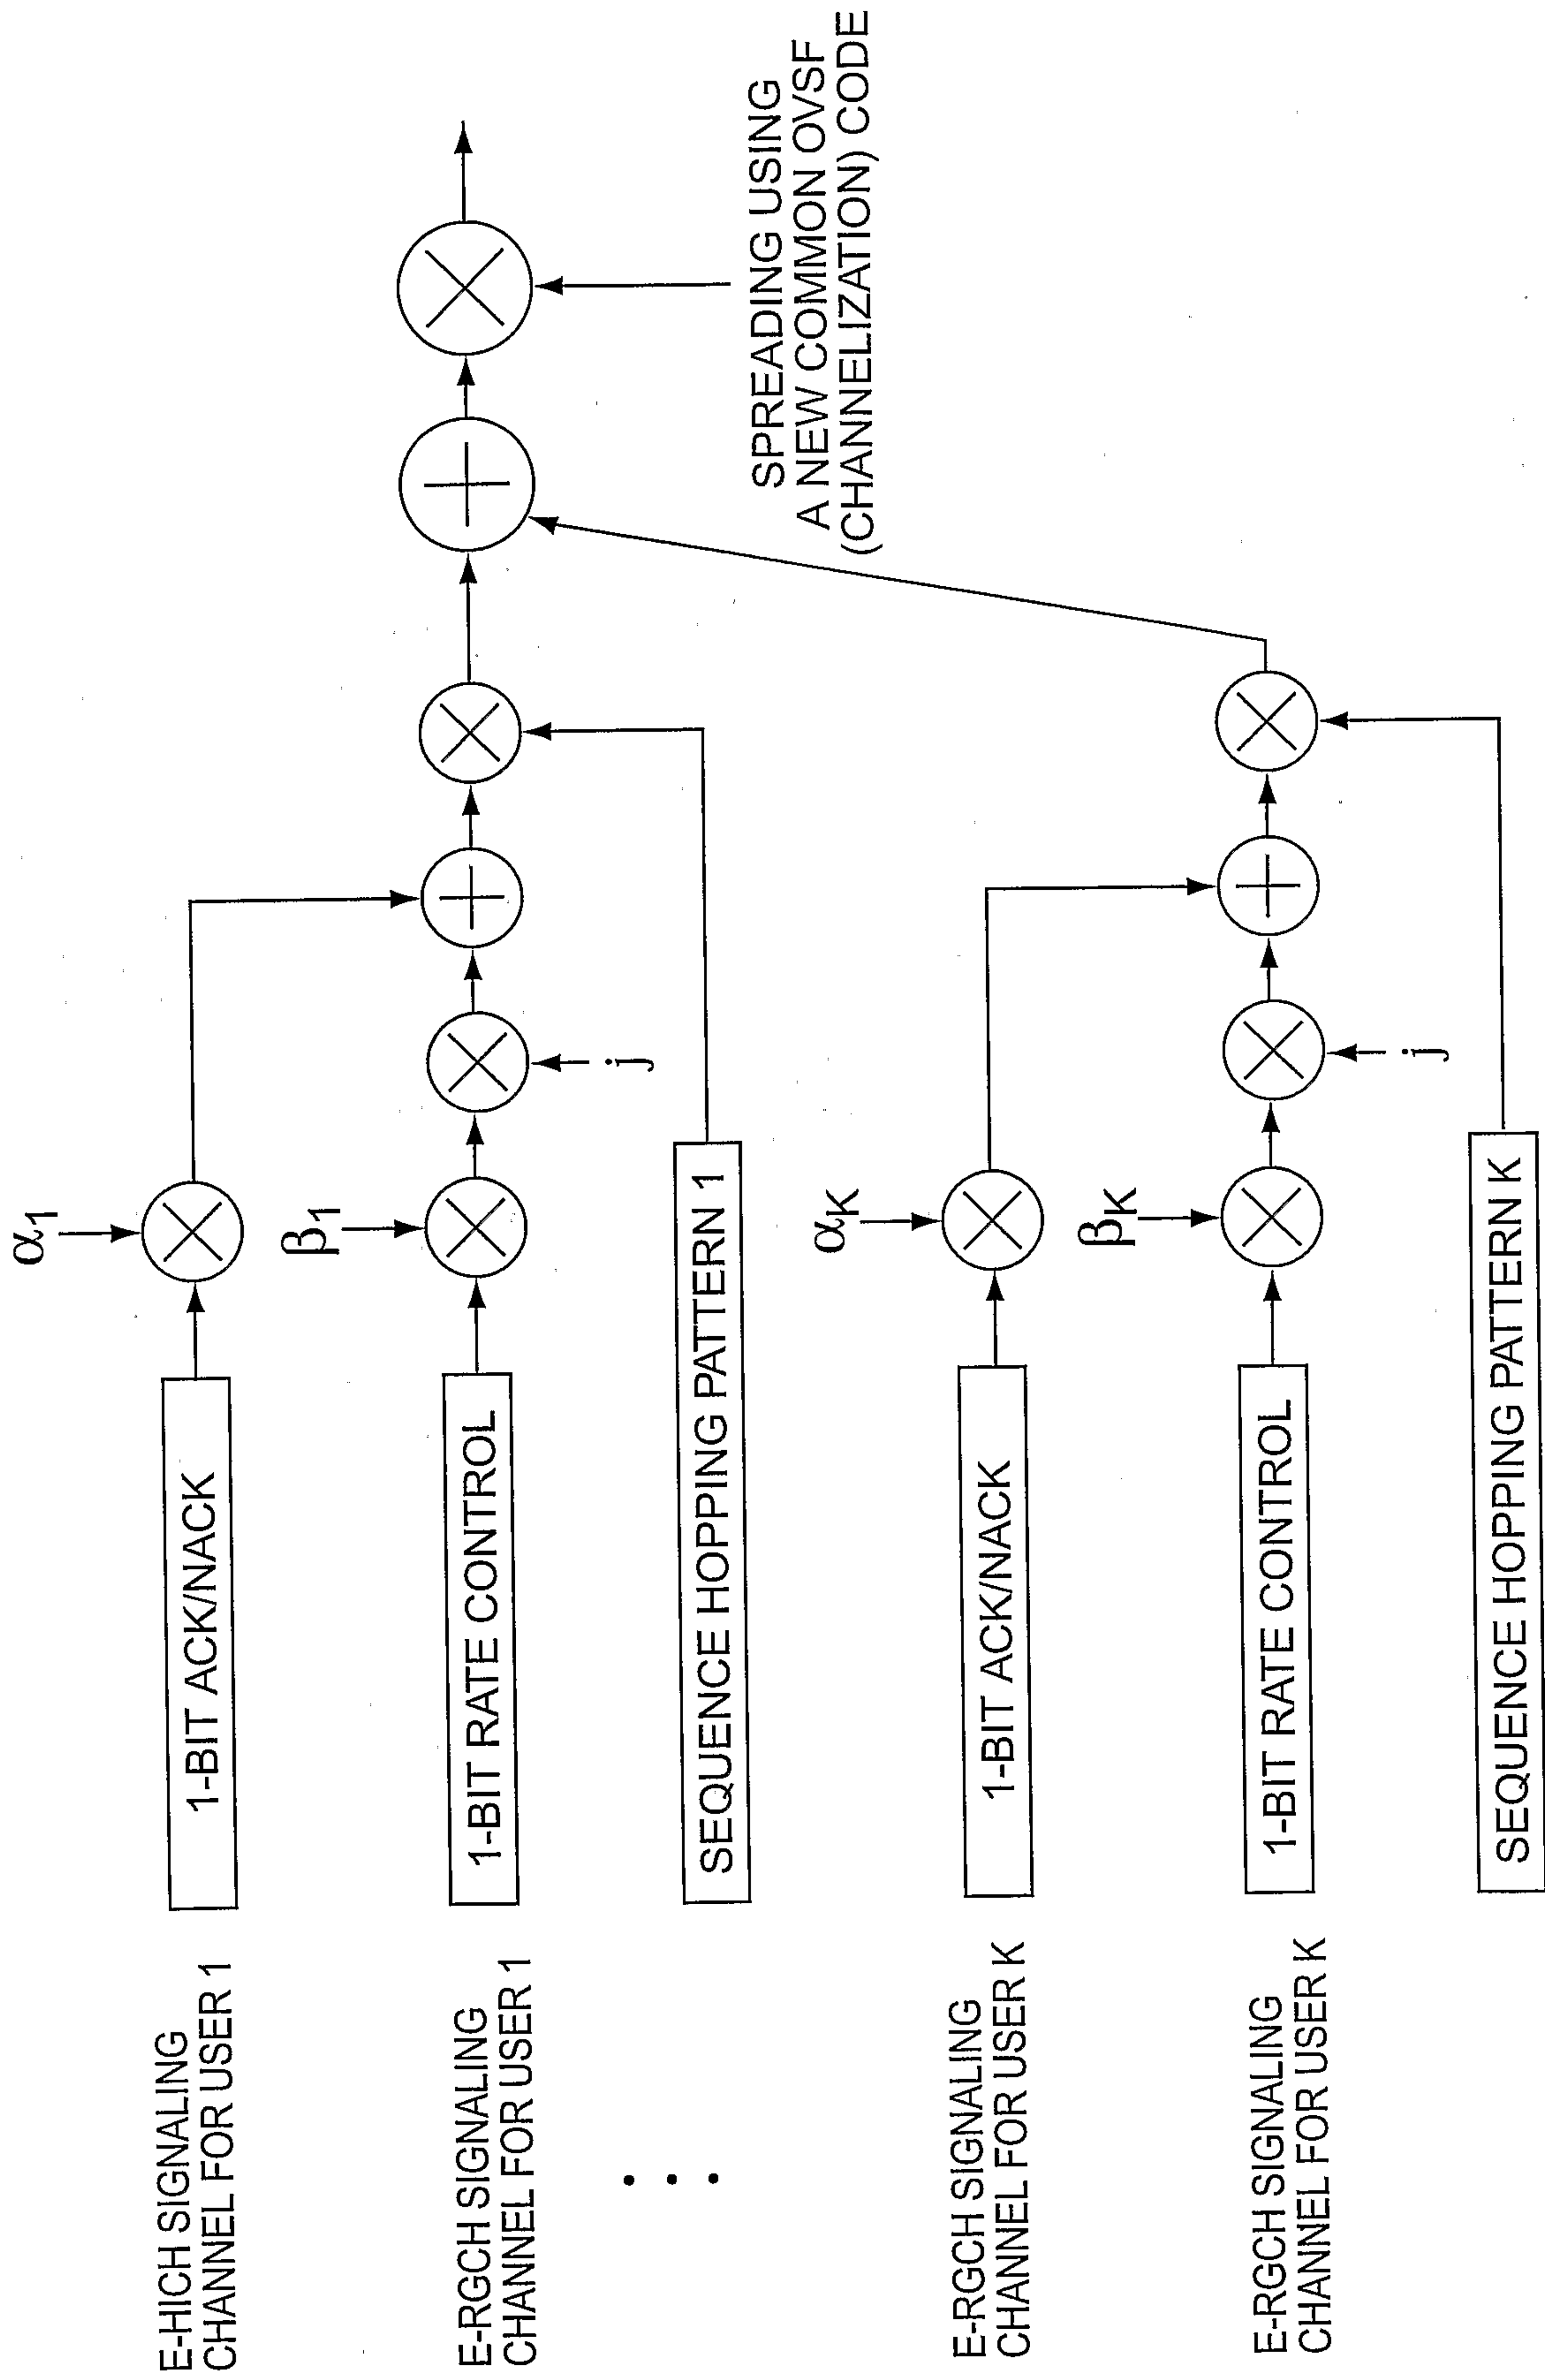 E-HICH SIGNALING
CHANNEL FOR USER 1
1-BIT ACK/NACK
α1
E-RGCH SIGNALING
CHANNEL FOR USER 1
1-BIT RATE CONTROL
β1
j
SEQUENCE HOPPING PATTERN 1
SPREADING USING
A NEW COMMON OVSF
(CHANNELIZATION) CODE
E-RGCH SIGNALING
CHANNEL FOR USER K
1-BIT ACK/NACK
αK
E-RGCH SIGNALING
CHANNEL FOR USER K
1-BIT RATE CONTROL
βK
j
SEQUENCE HOPPING PATTERN K